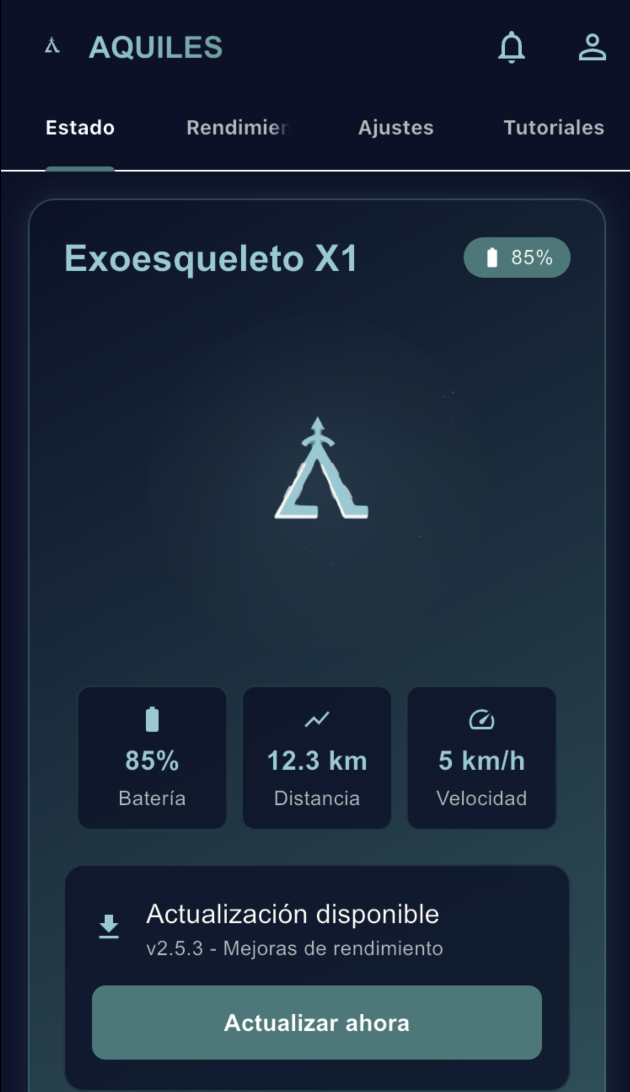 AQUILES
Estado Rendimien Ajustes Tutoriales
Exoesqueleto X1
85%
85% 12.3 km 5 km/h
Batería Distancia Velocidad
Actualización disponible
v2.5.3 - Mejoras de rendimiento
Actualizar ahora